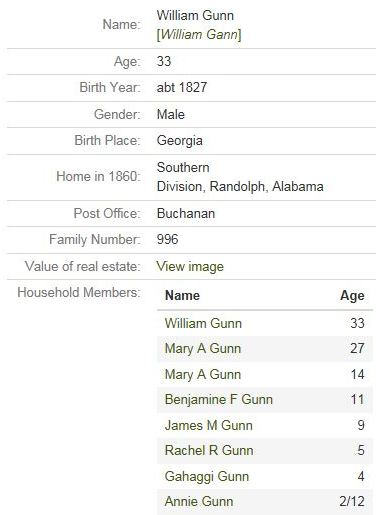 Name: William Gunn
[William Gann]
Age: 33
Birth Year: abt 1827
Gender: Male
Birth Place: Georgia
Home in 1860: Southern
Division, Randolph, Alabama
Post Office: Buchanan
Family Number: 996
Value of real estate: View image
Household Members: Name Age
William Gunn 33
Mary A Gunn 27
Mary A Gunn 14
Benjamine F Gunn 11
James M Gunn 9
Rachel R Gunn 5
Gahaggi Gunn 4
Annie Gunn 2/12